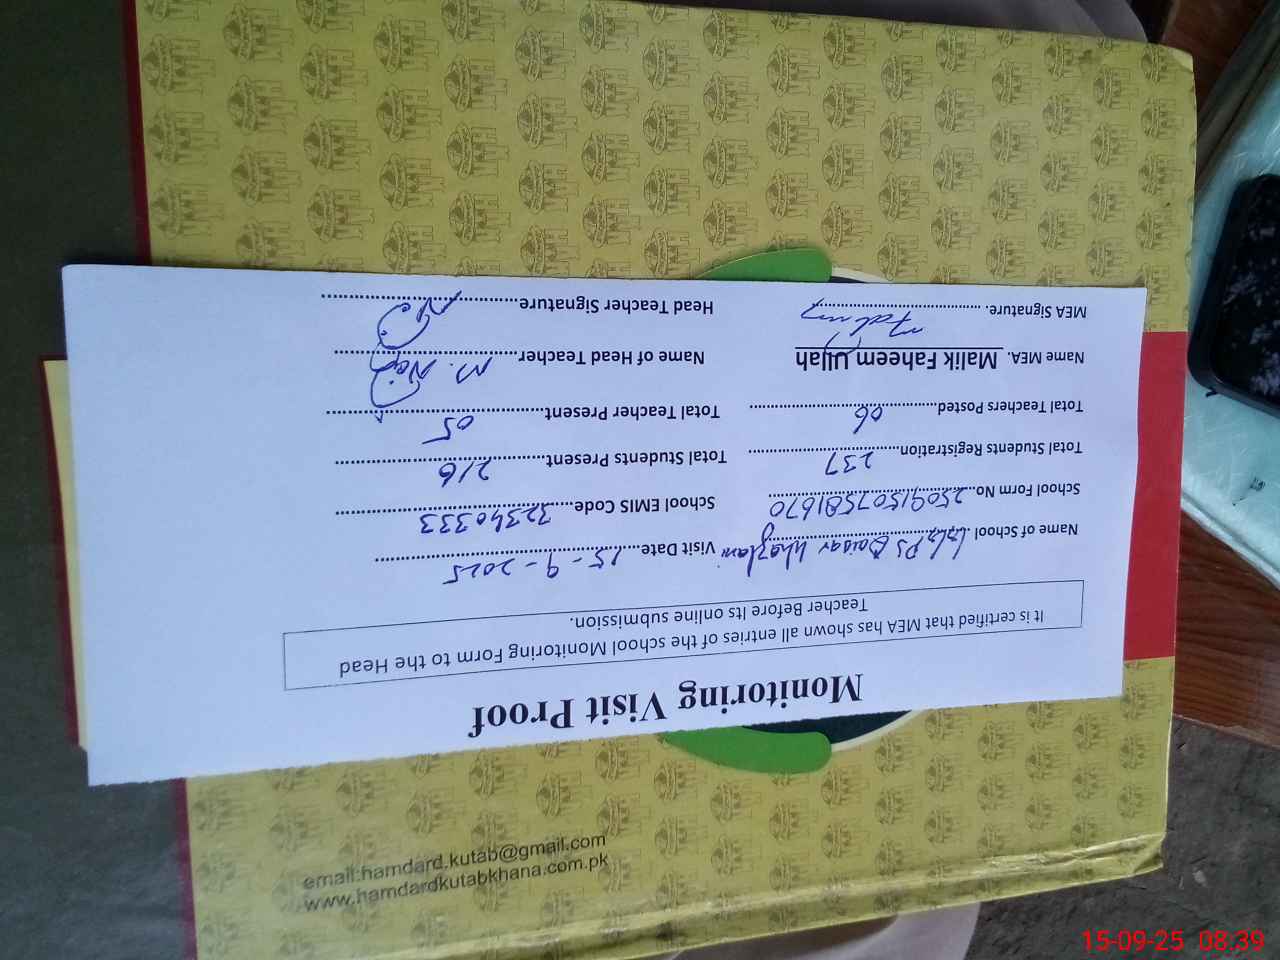 Monitoring Visit Proof
It is certified that MEA has shown all entries of the school Monitoring Form to the Head
Teacher Before Its online submission.
Name of School. PS Visit Date. 15-9-2025
School Form No. 25091507581670 School EMIS Code. 32340333
Total Students Registration. 237 Total Students Present. 216
Total Teachers Posted. 06 Total Teacher Present. 05
Name MEA. Malik Faheem Ullah Name of Head Teacher. M.
MEA Signature. Head Teacher Signature.
email:hamdard.kutab@gmail.com
www.hamdardkutabkhana.com.pk
15-09-25 08:39